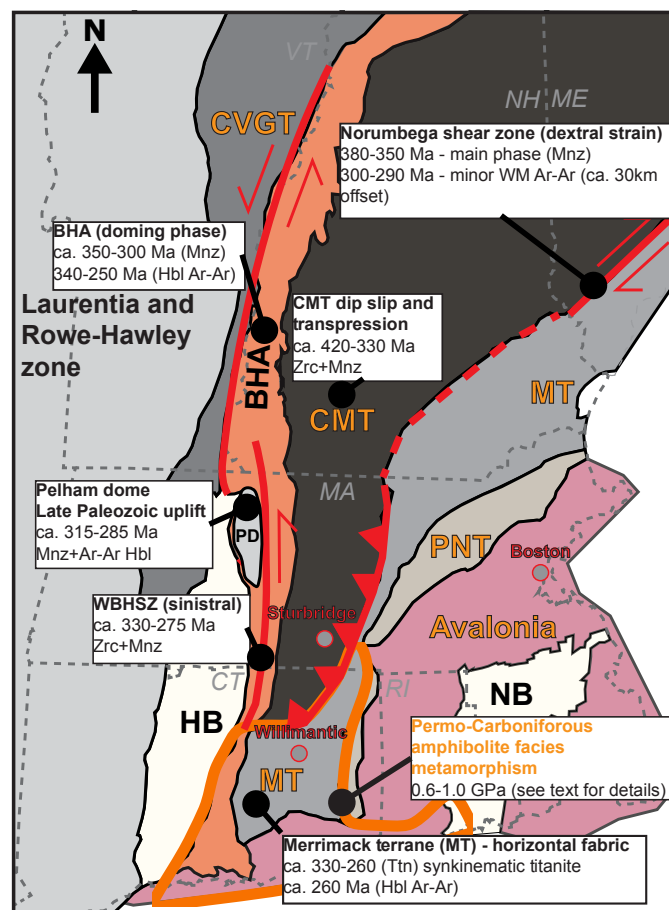 N
VT
NH
ME
CVGT
Norumbega shear zone (dextral strain)
380-350 Ma - main phase (Mnz)
300-290 Ma - minor WM Ar-Ar (ca. 30km
offset)
BHA (doming phase)
ca. 350-300 Ma (Mnz)
340-250 Ma (Hbl Ar-Ar)
Laurentia and
Rowe-Hawley
zone
CMT dip slip and
transpression
ca. 420-330 Ma
Zrc+Mnz
BHA
CMT
MT
MA
Pelham dome
Late Paleozoic uplift
ca. 315-285 Ma
Mnz+Ar-Ar Hbl
PD
PNT
Boston
WBHSZ (sinistral)
ca. 330-275 Ma
Zrc+Mnz
Sturbridge
Avalonia
CT
RI
NB
HB
Willimantic
Permo-Carboniforous
amphibolite facies
metamorphism
0.6-1.0 GPa (see text for details)
MT
Merrimack terrane (MT) - horizontal fabric
ca. 330-260 (Ttn) synkinematic titanite
ca. 260 Ma (Hbl Ar-Ar)